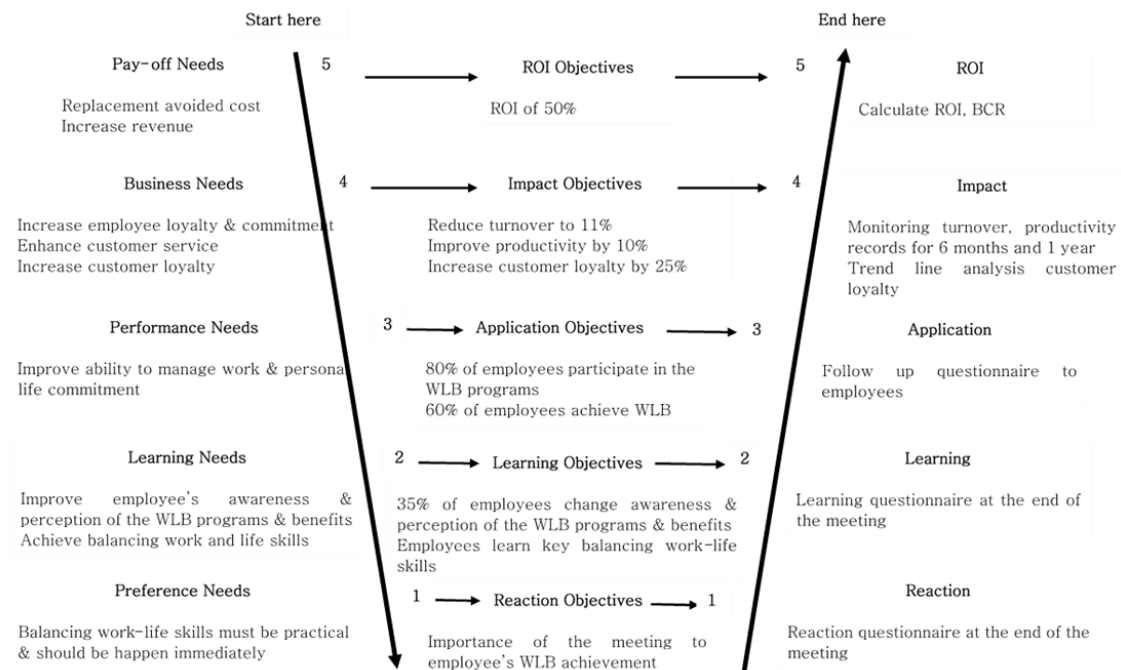 Start here
End here
Pay-off Needs
5
ROI Objectives
5
ROI
Replacement avoided cost
Increase revenue
ROI of 50%
Calculate ROI, BCR
Business Needs
4
Impact Objectives
4
Impact
Increase employee loyalty & commitment
Enhance customer service
Increase customer loyalty
Reduce turnover to 11%
Improve productivity by 10%
Increase customer loyalty by 25%
Monitoring turnover, productivity
records for 6 months and 1 year
Trend line analysis customer
loyalty
Performance Needs
3
Application Objectives
3
Application
Improve ability to manage work & personal
life commitment
80% of employees participate in the
WLB programs
60% of employees achieve WLB
Follow up questionnaire to
employees
Learning Needs
2
Learning Objectives
2
Learning
Improve employee's awareness &
perception of the WLB programs & benefits
Achieve balancing work and life skills
35% of employees change awareness &
perception of the WLB programs & benefits
Employees learn key balancing work-life
skills
Learning questionnaire at the end of
the meeting
Preference Needs
1
Reaction Objectives
1
Reaction
Balancing work-life skills must be practical
& should be happen immediately
Importance of the meeting to
employee's WLB achievement
Reaction questionnaire at the end of the
meeting